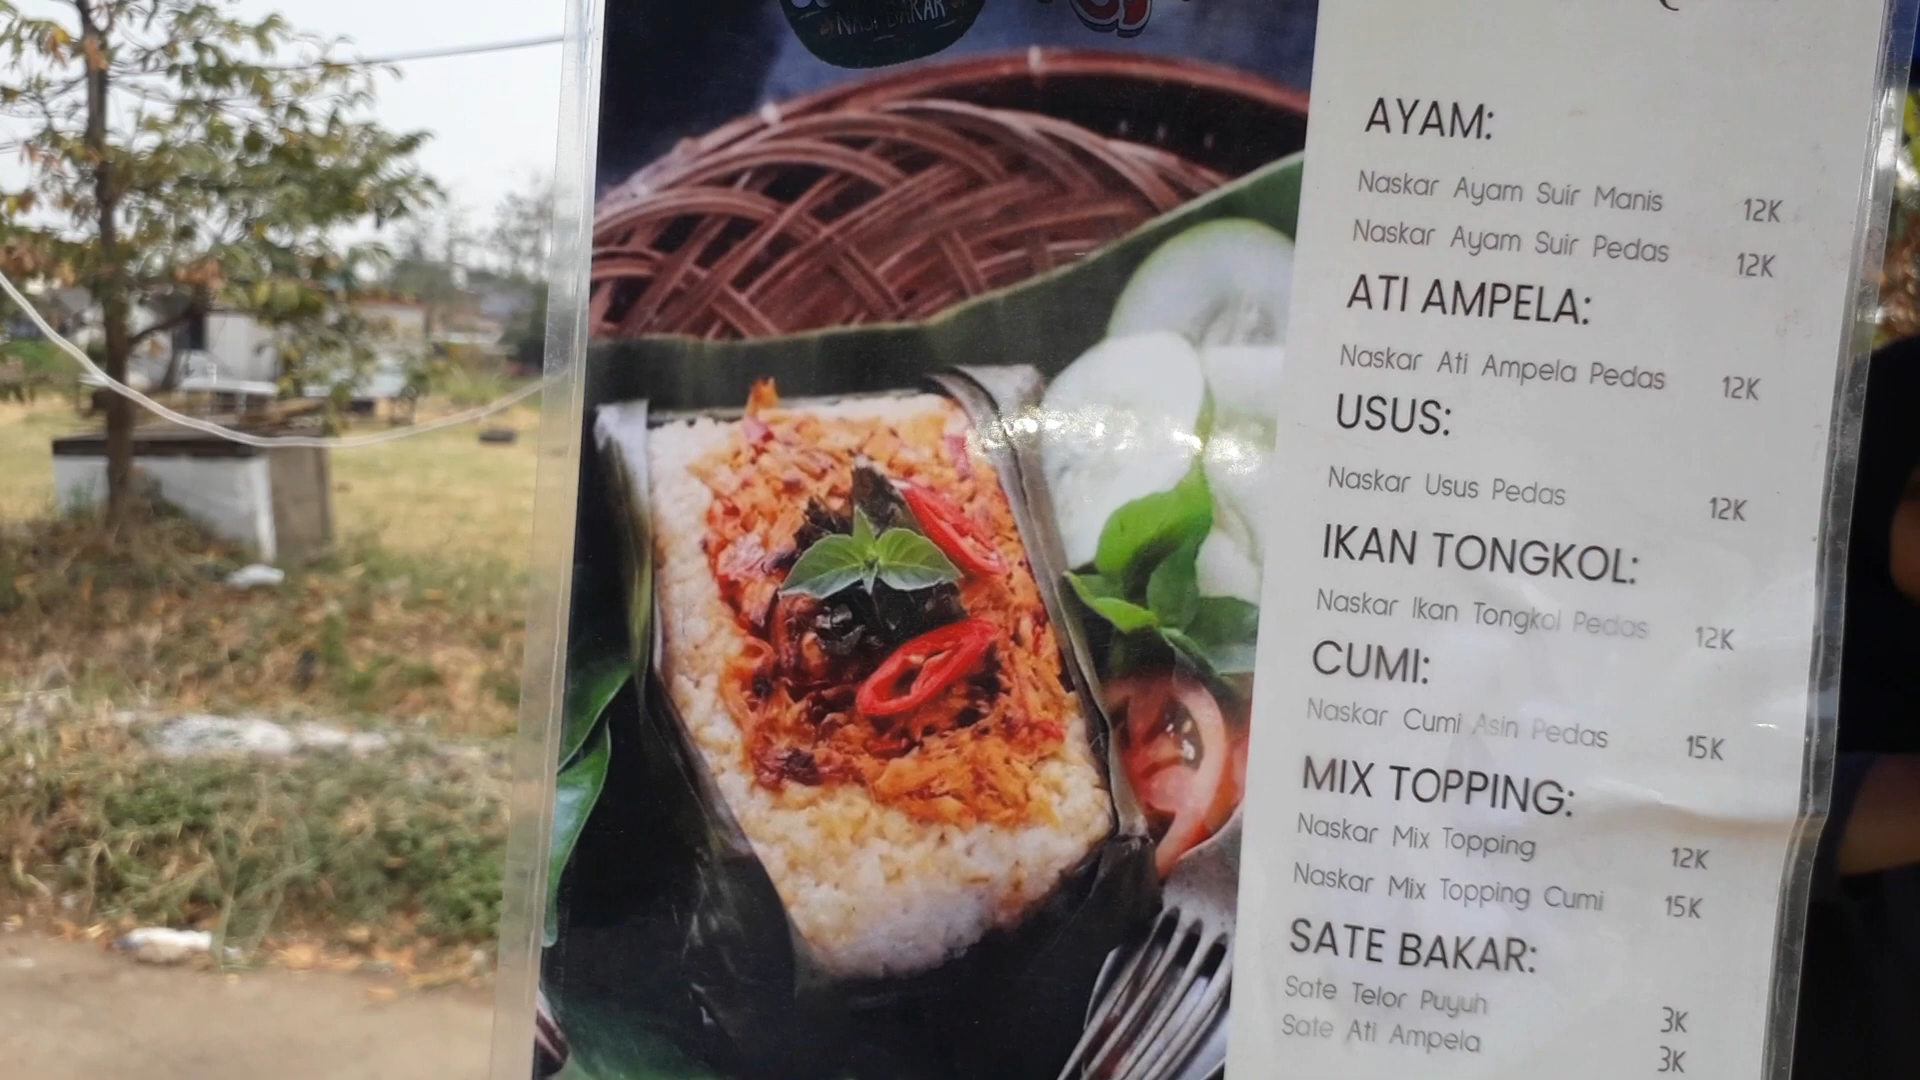 NASI BAKAR
AYAM:
Naskar Ayam Suir Manis 12K
Naskar Ayam Suir Pedas 12K
ATI AMPELA:
Naskar Ati Ampela Pedas 12K
USUS:
Naskar Usus Pedas 12K
IKAN TONGKOL:
Naskar Ikan Tongkol Pedas 12K
CUMI:
Naskar Cumi Asin Pedas 15K
MIX TOPPING:
Naskar Mix Topping 12K
Naskar Mix Topping Cumi 15K
SATE BAKAR:
Sate Telor Puyuh 3K
Sate Ati Ampela 3K